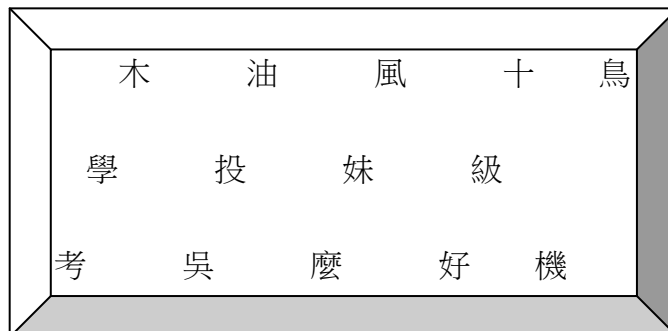 木 油 風 十 鳥
學 投 妹 級
考 吳 麼 好 機